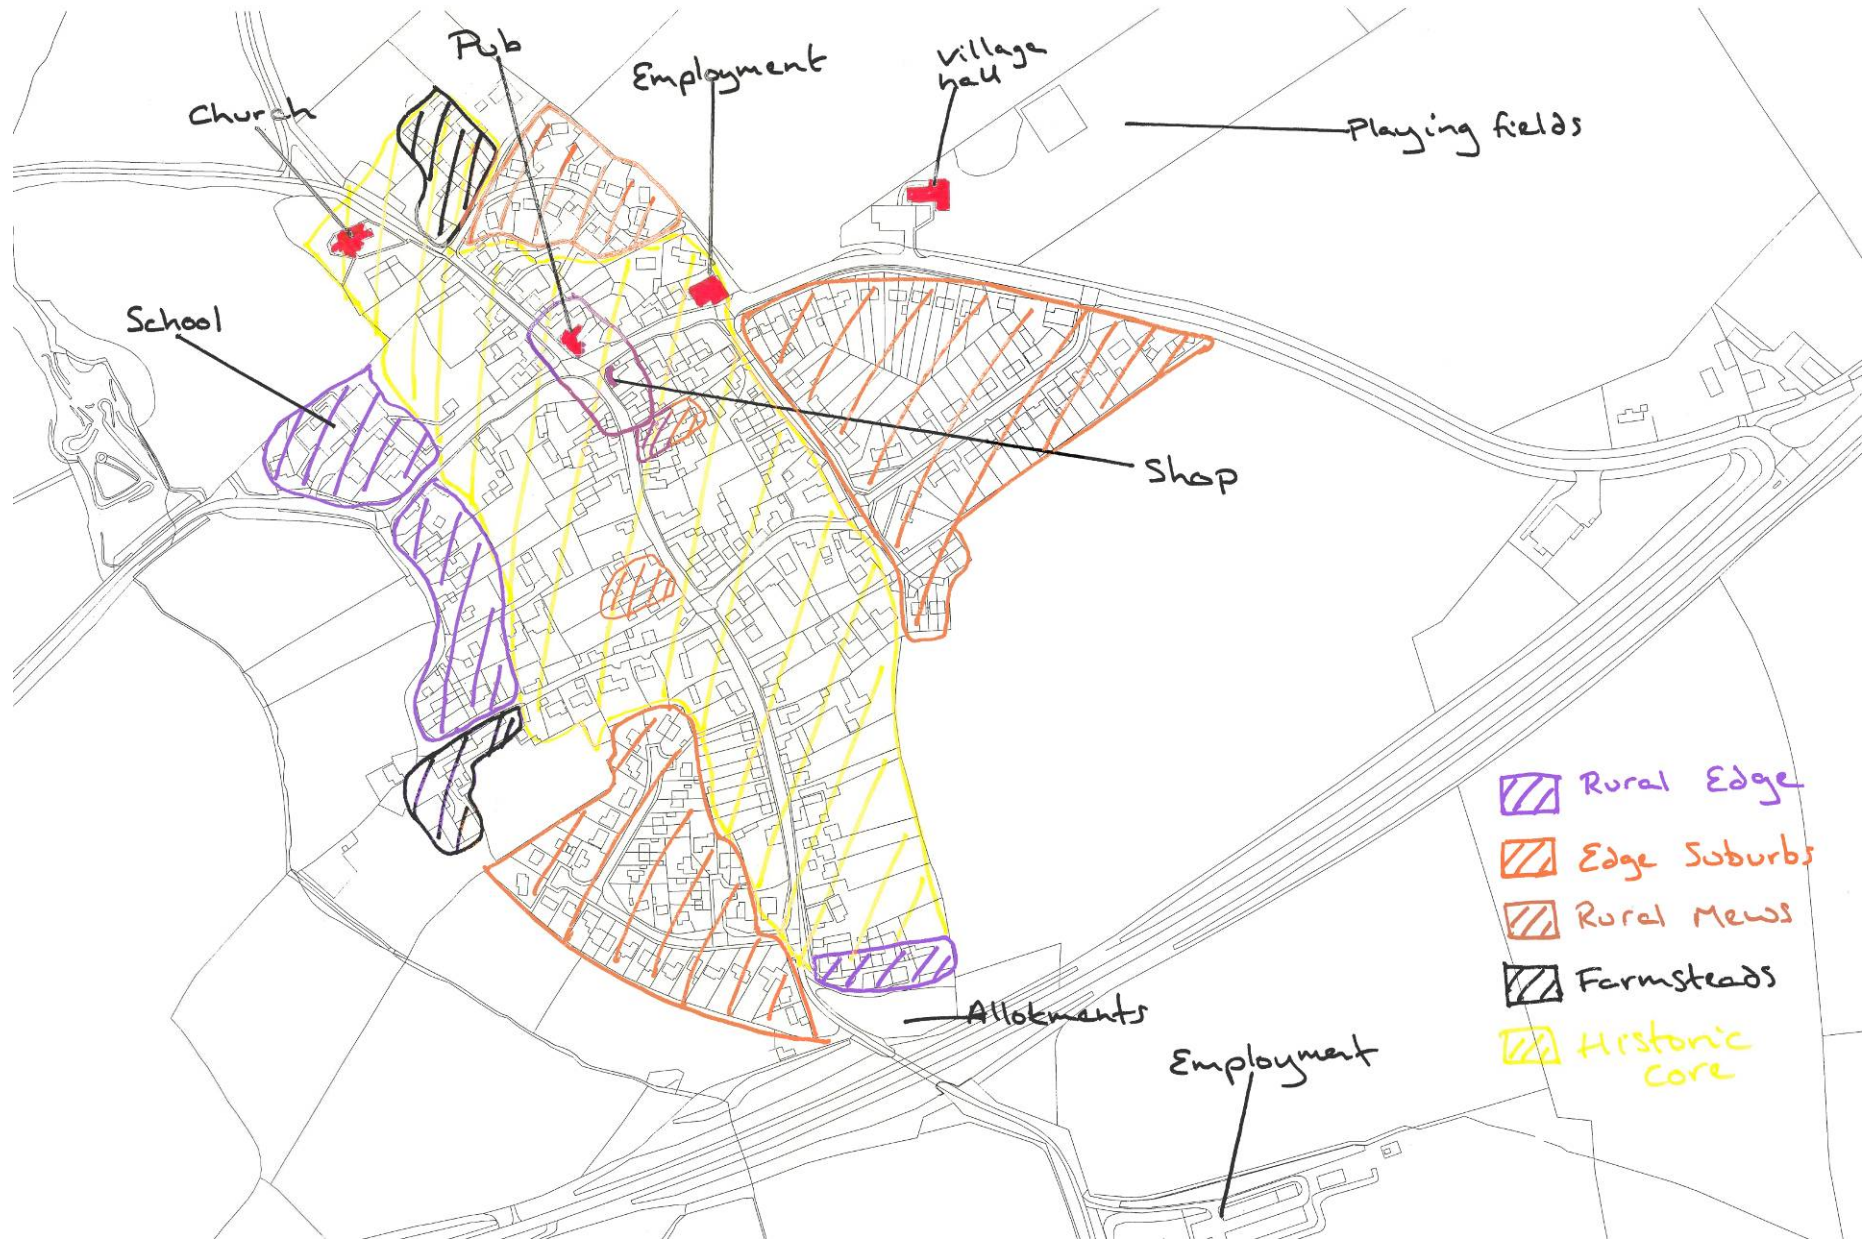 Pub
Employment
Village
hall
Church
Playing fields
School
Shop
Rural Edge
Edge Suburbs
Rural Mews
Farmsteads
Historic
core
Allotments
Employment